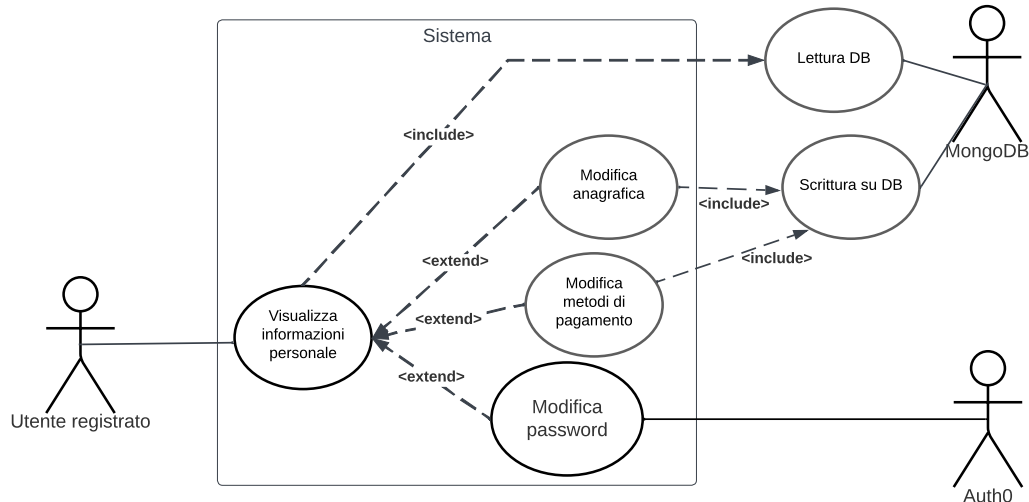 Sistema
Lettura DB
MongoDB
<include>
Modifica
anagrafica
Scrittura su DB
<include>
<extend>
<include>
Modifica
metodi di
pagamento
<extend>
Visualizza
informazioni
personale
Utente registrato
<extend>
Modifica
password
Auth0